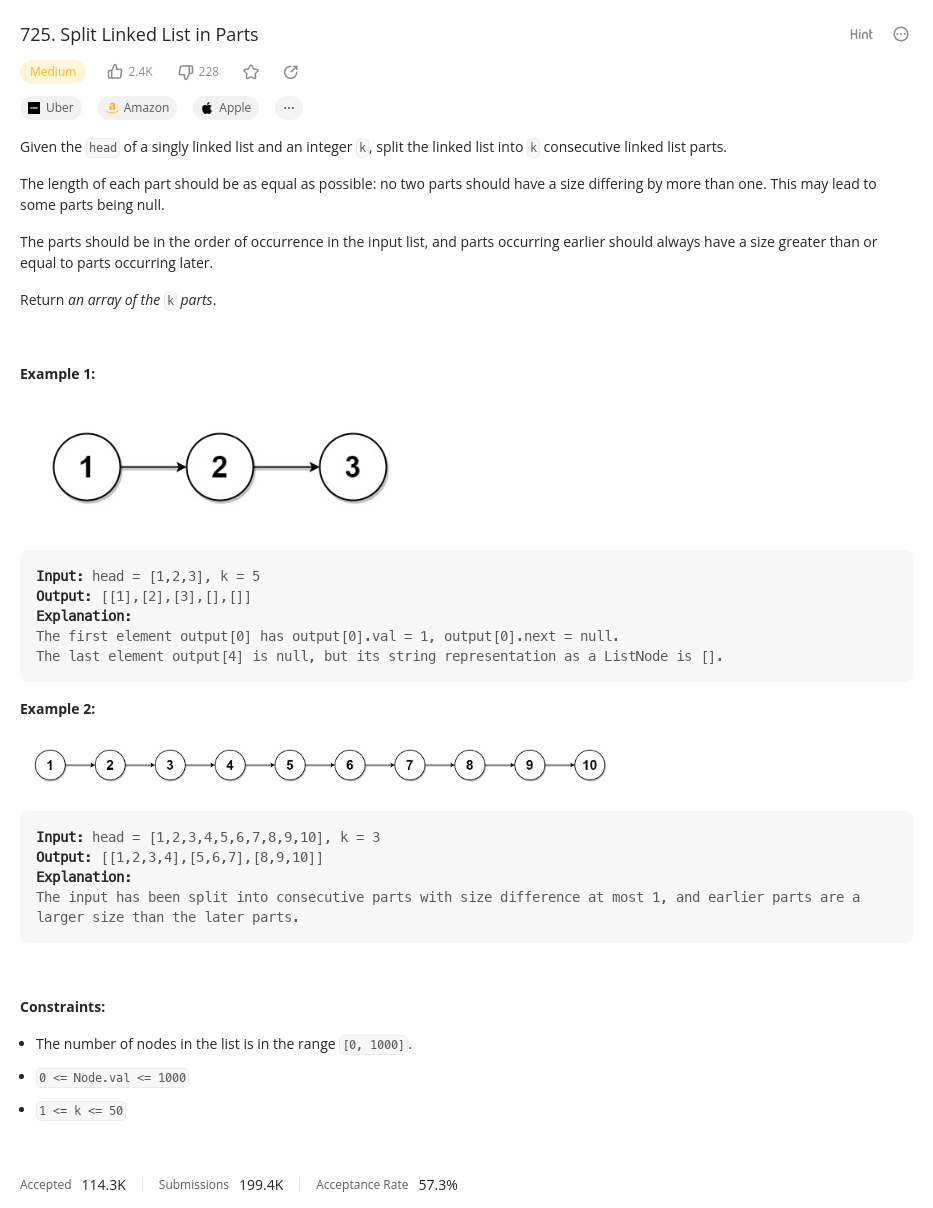 725. Split Linked List in Parts
Hint
Medium 2.4K 228
Uber Amazon Apple ...
Given the head of a singly linked list and an integer k, split the linked list into k consecutive linked list parts.
The length of each part should be as equal as possible: no two parts should have a size differing by more than one. This may lead to
some parts being null.
The parts should be in the order of occurrence in the input list, and parts occurring earlier should always have a size greater than or
equal to parts occurring later.
Return an array of the k parts.
Example 1:
1 2 3
Input: head = [1,2,3], k = 5
Output: [[1],[2],[3],[],[]]
Explanation:
The first element output[0] has output[0].val = 1, output[0].next = null.
The last element output[4] is null, but its string representation as a ListNode is [].
Example 2:
1 2 3 4 5 6 7 8 9 10
Input: head = [1,2,3,4,5,6,7,8,9,10], k = 3
Output: [[1,2,3,4],[5,6,7],[8,9,10]]
Explanation:
The input has been split into consecutive parts with size difference at most 1, and earlier parts are a
larger size than the later parts.
Constraints:
• The number of nodes in the list is in the range [0, 1000].
• 0 <= Node.val <= 1000
• 1 <= k <= 50
Accepted 114.3K Submissions 199.4K Acceptance Rate 57.3%